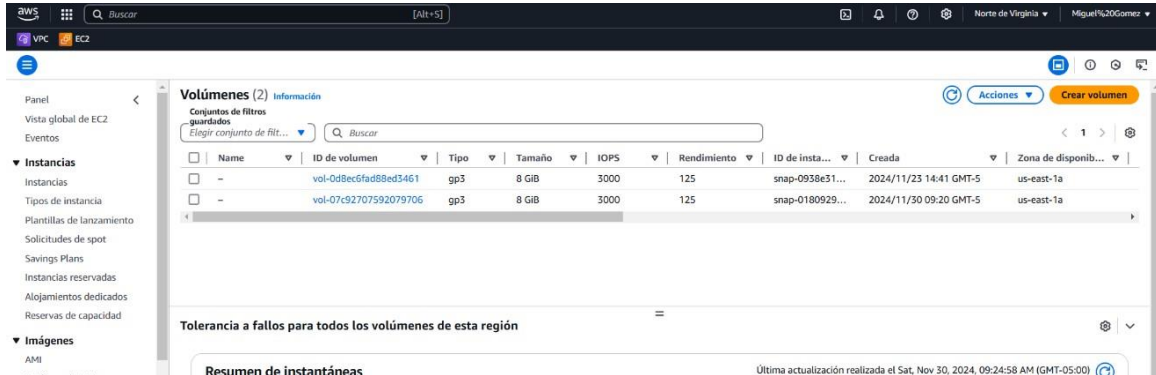 aws Buscar [Alt+S] Norte de Virginia Miguel%20Gomez
VPC EC2
Panel
Vista global de EC2
Eventos
Instancias
Instancias
Tipos de instancia
Plantillas de lanzamiento
Solicitudes de spot
Savings Plans
Instancias reservadas
Alojamientos dedicados
Reservas de capacidad
Imágenes
AMI
Volúmenes (2) Información
Acciones Crear volumen
Conjuntos de filtros
guardados
Elegir conjunto de filt... Buscar 1
Name ID de volumen Tipo Tamaño IOPS Rendimiento ID de insta... Creada Zona de disponib...
– vol-0d8ec6fad88ed3461 gp3 8 GiB 3000 125 snap-0938e31... 2024/11/23 14:41 GMT-5 us-east-1a
– vol-07c92707592079706 gp3 8 GiB 3000 125 snap-0180929... 2024/11/30 09:20 GMT-5 us-east-1a
Tolerancia a fallos para todos los volúmenes de esta región
Resumen de instantáneas Última actualización realizada el Sat, Nov 30, 2024, 09:24:58 AM (GMT-05:00)